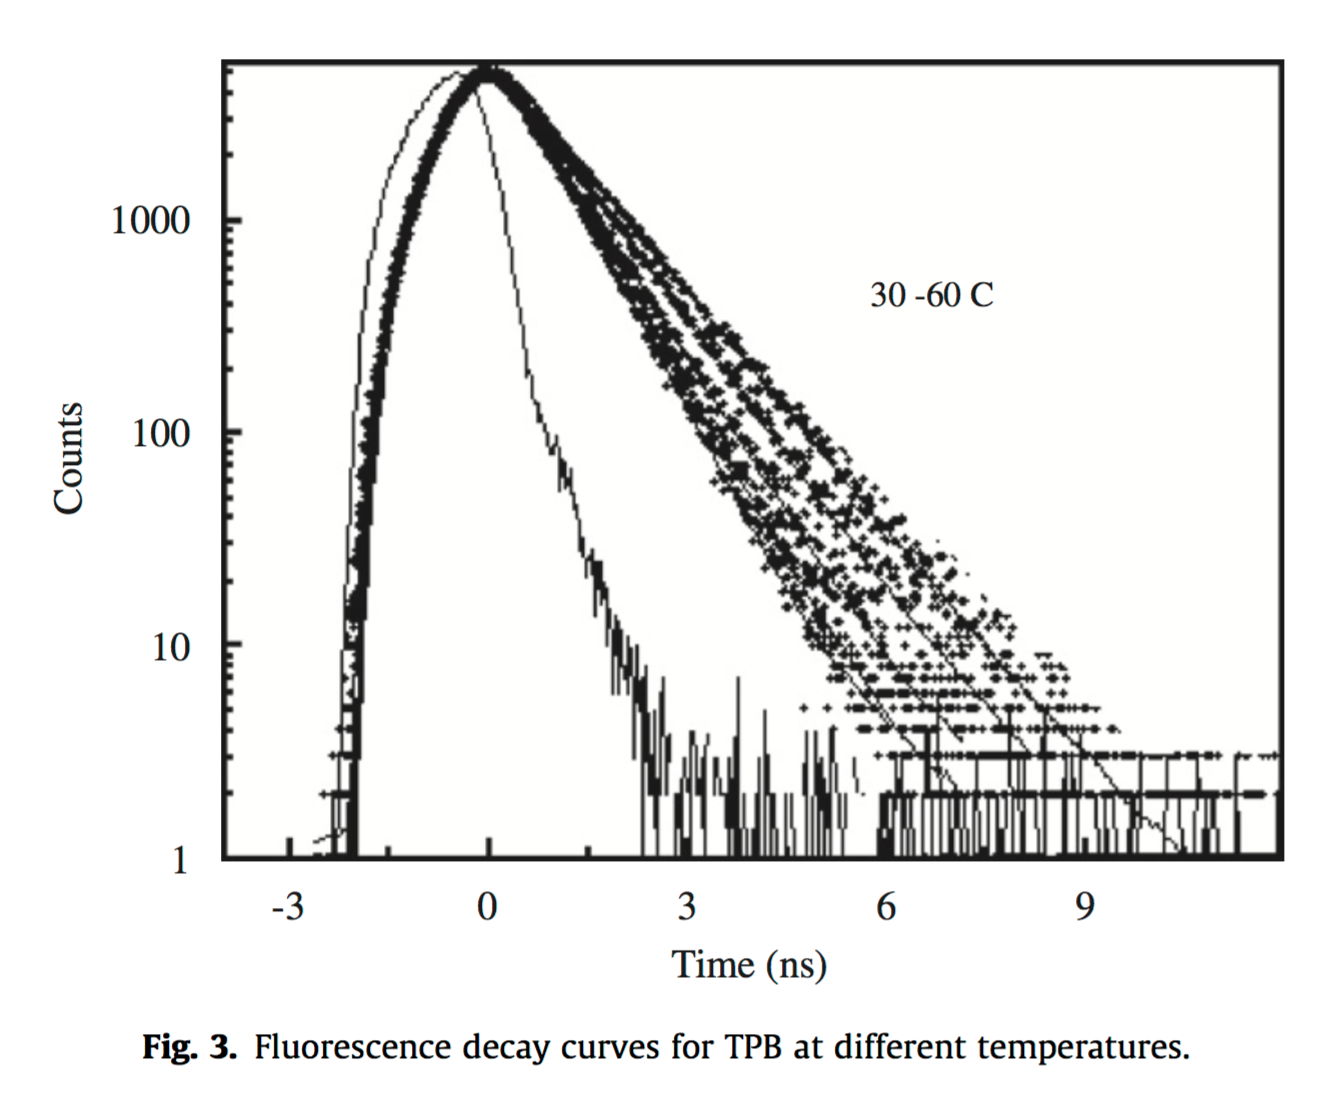 1000
100
10
1
Counts
30 -60 C
-3 0 3 6 9
Time (ns)
Fig. 3. Fluorescence decay curves for TPB at different temperatures.